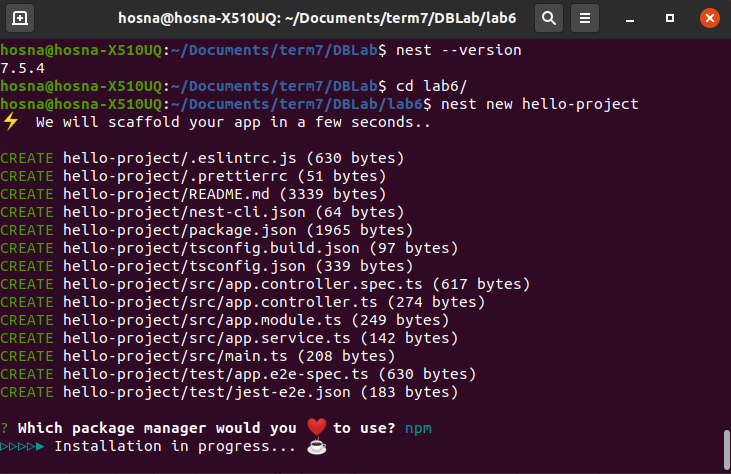 hosna@hosna-X510UQ: ~/Documents/term7/DBLab/lab6
hosna@hosna-X510UQ:~/Documents/term7/DBLab$ nest --version
7.5.4
hosna@hosna-X510UQ:~/Documents/term7/DBLab$ cd lab6/
hosna@hosna-X510UQ:~/Documents/term7/DBLab/lab6$ nest new hello-project
⚡ We will scaffold your app in a few seconds..
CREATE hello-project/.eslintrc.js (630 bytes)
CREATE hello-project/.prettierrc (51 bytes)
CREATE hello-project/README.md (3339 bytes)
CREATE hello-project/nest-cli.json (64 bytes)
CREATE hello-project/package.json (1965 bytes)
CREATE hello-project/tsconfig.build.json (97 bytes)
CREATE hello-project/tsconfig.json (339 bytes)
CREATE hello-project/src/app.controller.spec.ts (617 bytes)
CREATE hello-project/src/app.controller.ts (274 bytes)
CREATE hello-project/src/app.module.ts (249 bytes)
CREATE hello-project/src/app.service.ts (142 bytes)
CREATE hello-project/src/main.ts (208 bytes)
CREATE hello-project/test/app.e2e-spec.ts (630 bytes)
CREATE hello-project/test/jest-e2e.json (183 bytes)
? Which package manager would you ❤️ to use? npm
▹▹▹▹▸ Installation in progress... ☕